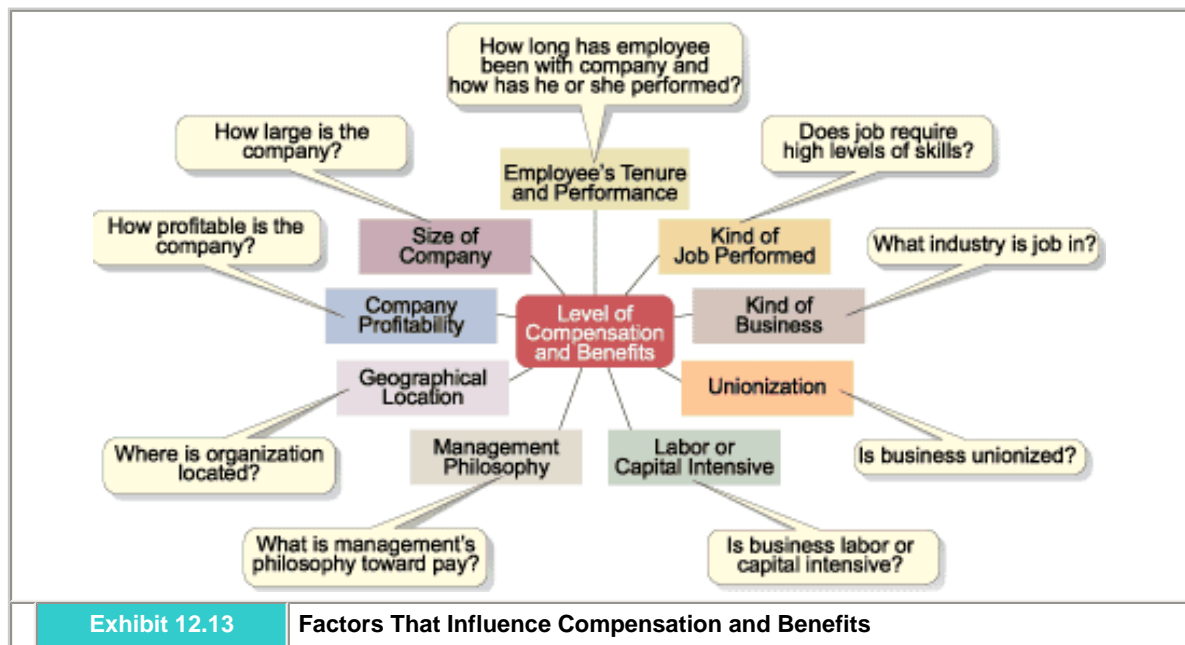 How long has employee
been with company and
how has he or she performed?
How large is the
company?
Does job require
high levels of skills?
Employee's Tenure
and Performance
How profitable is the
company?
Size of
Company
Kind of
Job Performed
What industry is job in?
Company
Profitability
Level of
Compensation
and Benefits
Kind of
Business
Geographical
Location
Unionization
Where is organization
located?
Management
Philosophy
Labor or
Capital Intensive
Is business unionized?
What is management's
philosophy toward pay?
Is business labor or
capital intensive?
Exhibit 12.13
Factors That Influence Compensation and Benefits